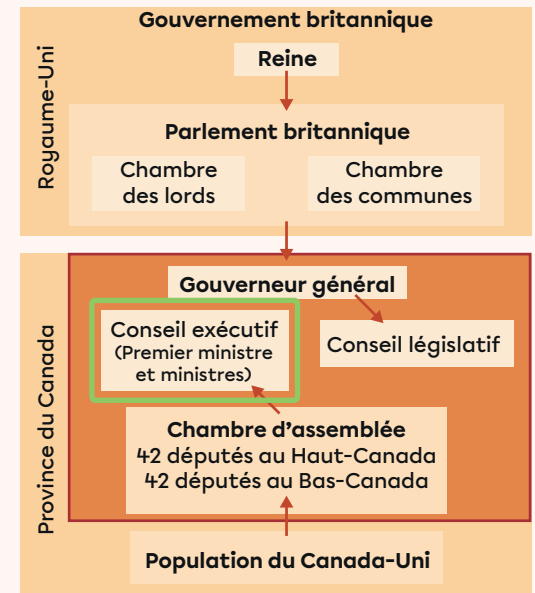 Gouvernement britannique
Royaume-Uni
Reine
Parlement britannique
Chambre
des lords
Chambre
des communes
Province du Canada
Gouverneur général
Conseil exécutif
(Premier ministre
et ministres)
Conseil législatif
Chambre d'assemblée
42 députés au Haut-Canada
42 députés au Bas-Canada
Population du Canada-Uni